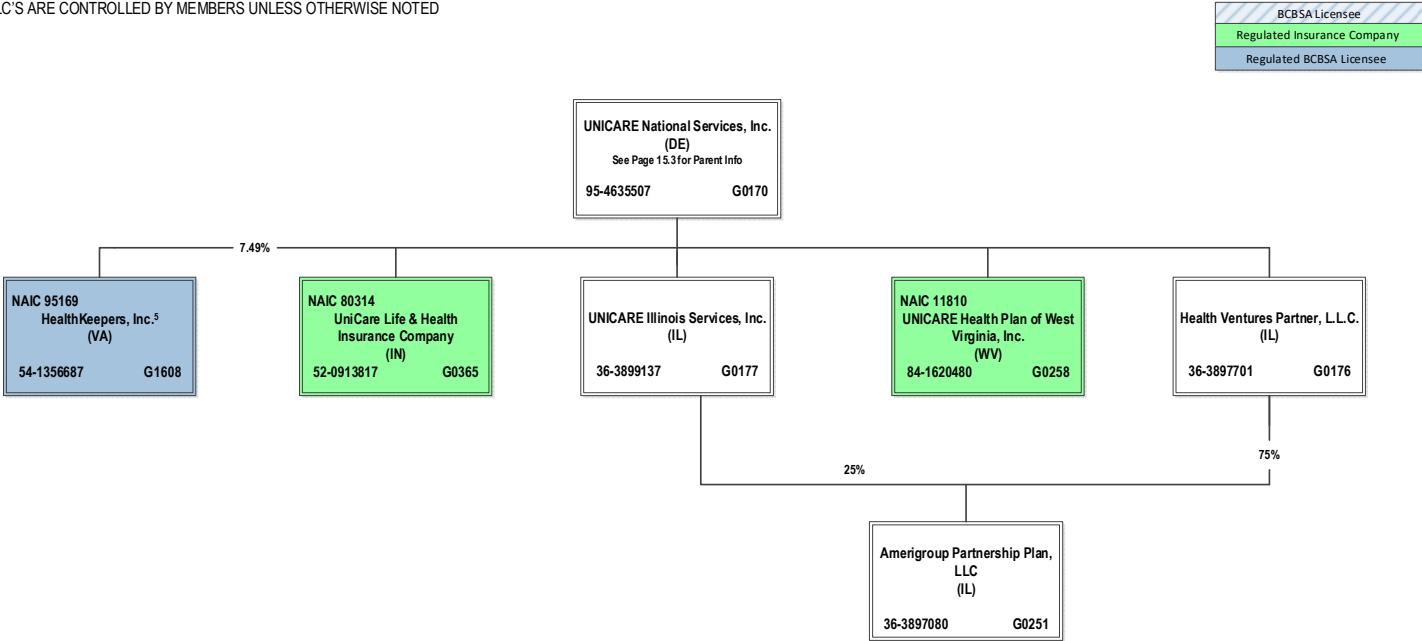 LC'S ARE CONTROLLED BY MEMBERS UNLESS OTHERWISE NOTED
BCBSA Licensee
Regulated Insurance Company
Regulated BCBSA Licensee
UNICARE National Services, Inc.
(DE)
See Page 15.3 for Parent Info
95-4635507 G0170
7.49%
NAIC 95169
HealthKeepers, Inc.⁵
(VA)
54-1356687 G1608
NAIC 80314
UniCare Life & Health
Insurance Company
(IN)
52-0913817 G0365
UNICARE Illinois Services, Inc.
(IL)
36-3899137 G0177
NAIC 11810
UNICARE Health Plan of West
Virginia, Inc.
(WV)
84-1620480 G0258
Health Ventures Partner, L.L.C.
(IL)
36-3897701 G0176
25%
75%
Amerigroup Partnership Plan,
LLC
(IL)
36-3897080 G0251